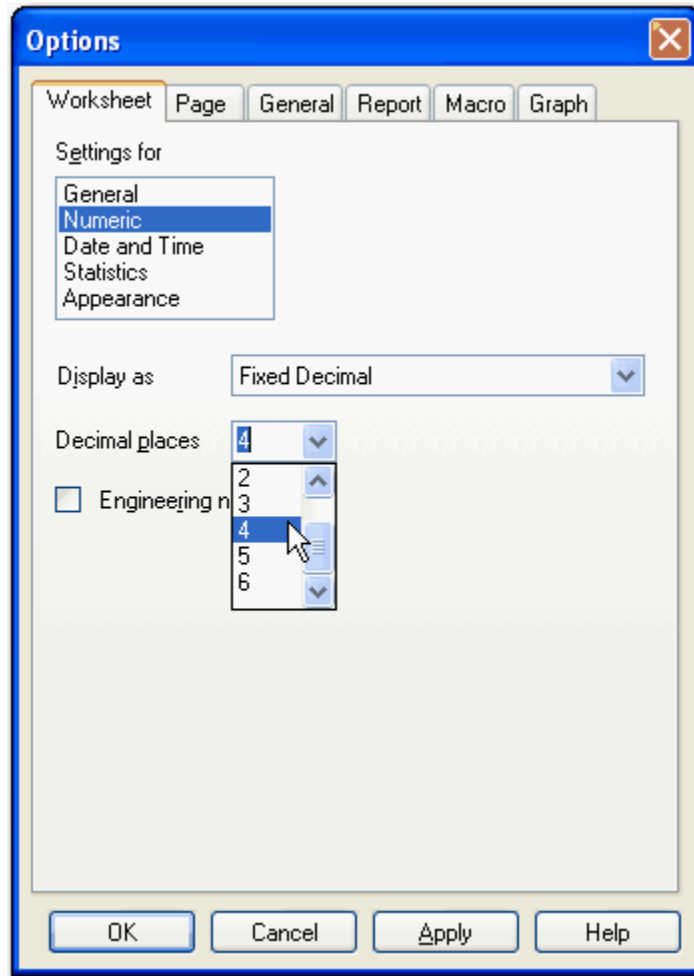 Options
Worksheet Page General Report Macro Graph
Settings for
General
Numeric
Date and Time
Statistics
Appearance
Display as Fixed Decimal
Decimal places 4
2
Engineering n 3
4
5
6
OK Cancel Apply Help